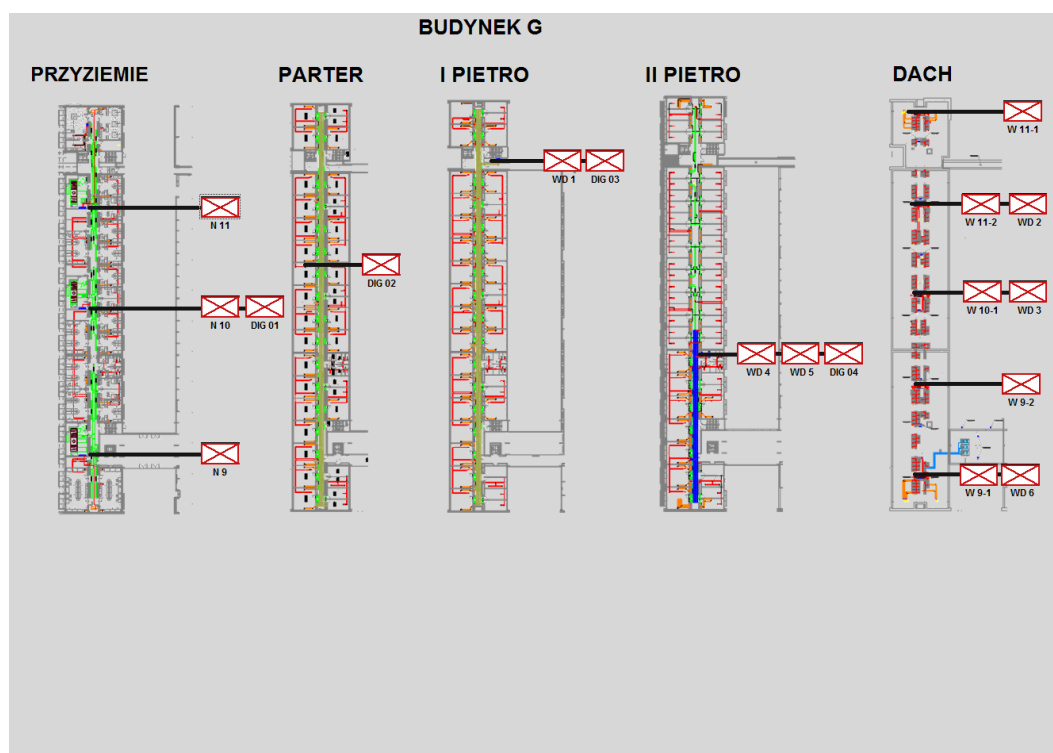 BUDYNEK G
PRZYZIEMIE
PARTER
I PIETRO
II PIETRO
DACH
W 11-1
WD 1
DIG 03
N 11
W 11-2
WD 2
DIG 02
N 10
DIG 01
W 10-1
WD 3
WD 4
WD 5
DIG 04
W 9-2
N 9
W 9-1
WD 6